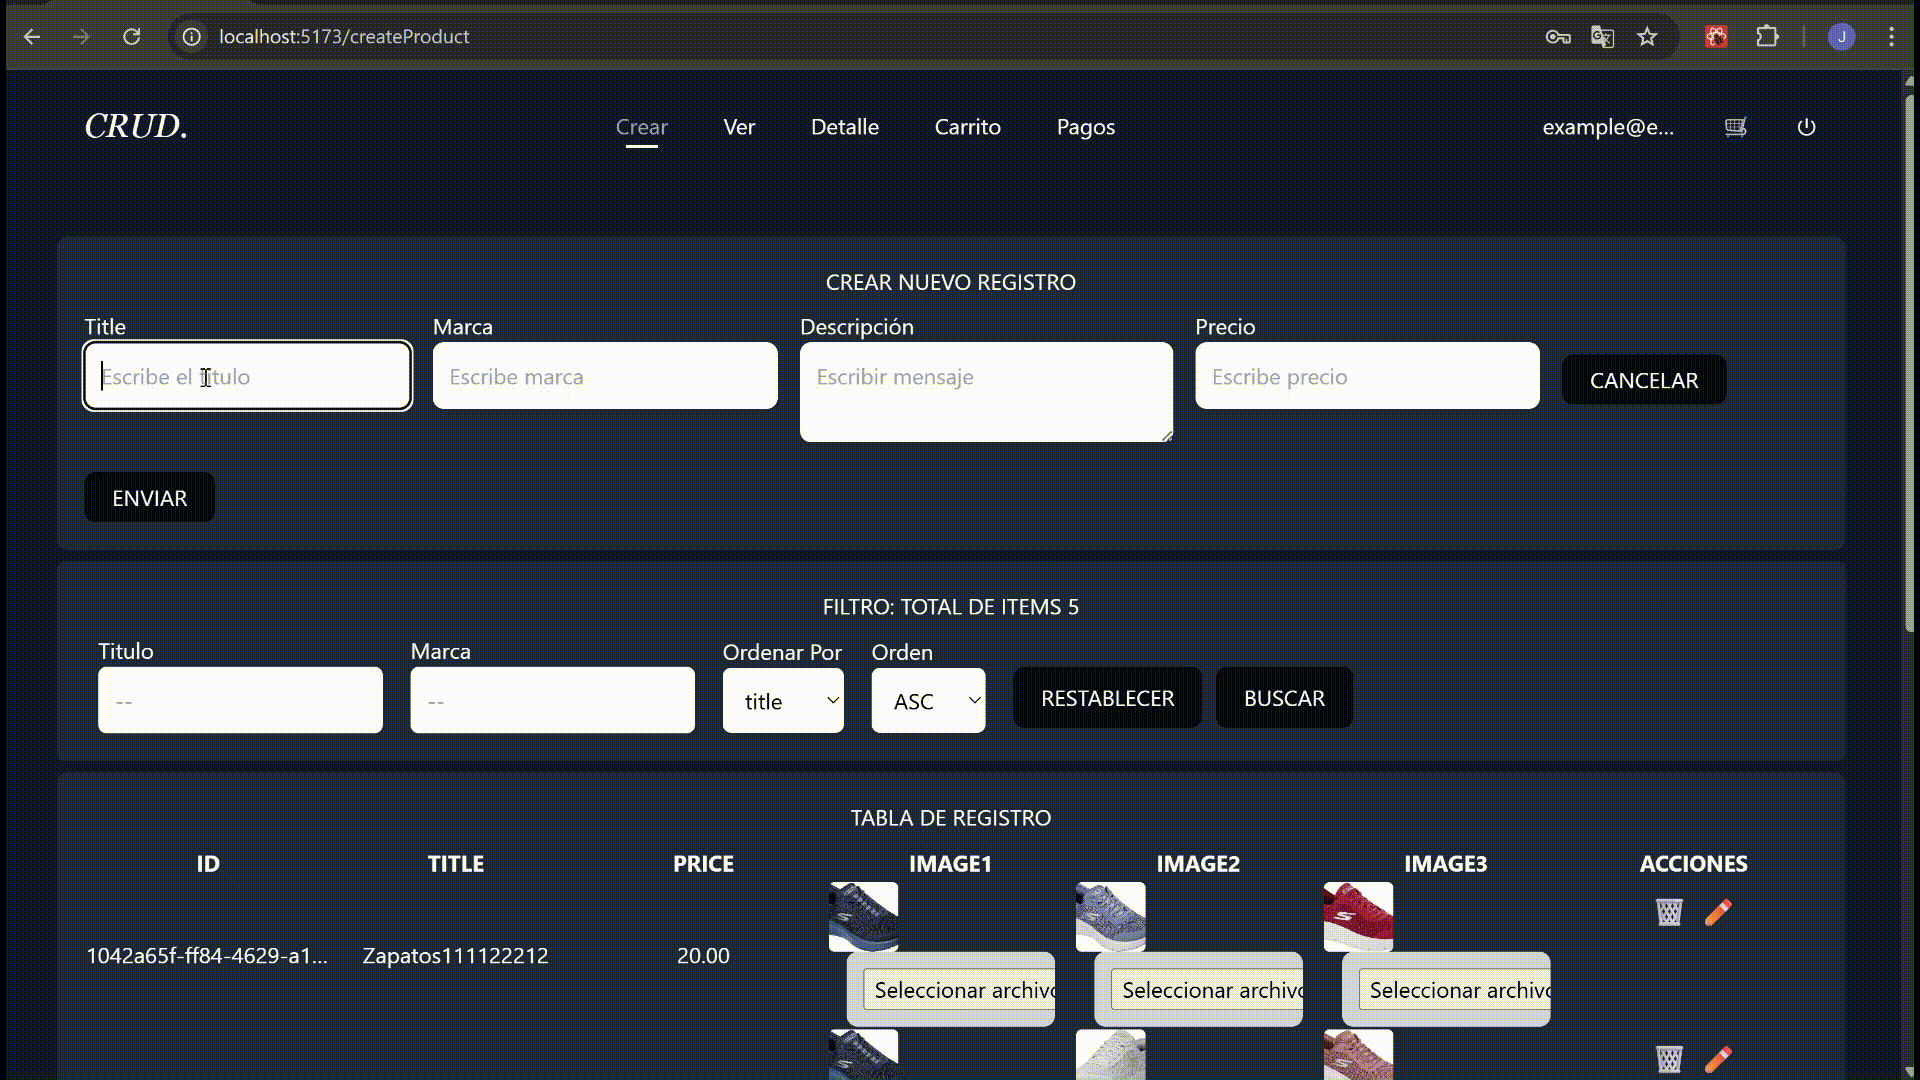 localhost:5173/createProduct
J
CRUD.
Crear Ver Detalle Carrito Pagos example@e...
CREAR NUEVO REGISTRO
Title Marca Descripción Precio
Escribe el titulo Escribe marca Escribir mensaje Escribe precio CANCELAR
ENVIAR
FILTRO: TOTAL DE ITEMS 5
Titulo Marca Ordenar Por Orden
-- -- title ASC RESTABLECER BUSCAR
TABLA DE REGISTRO
ID TITLE PRICE IMAGE1 IMAGE2 IMAGE3 ACCIONES
1042a65f-ff84-4629-a1... Zapatos111122212 20.00
Seleccionar archivo Seleccionar archivo Seleccionar archivo